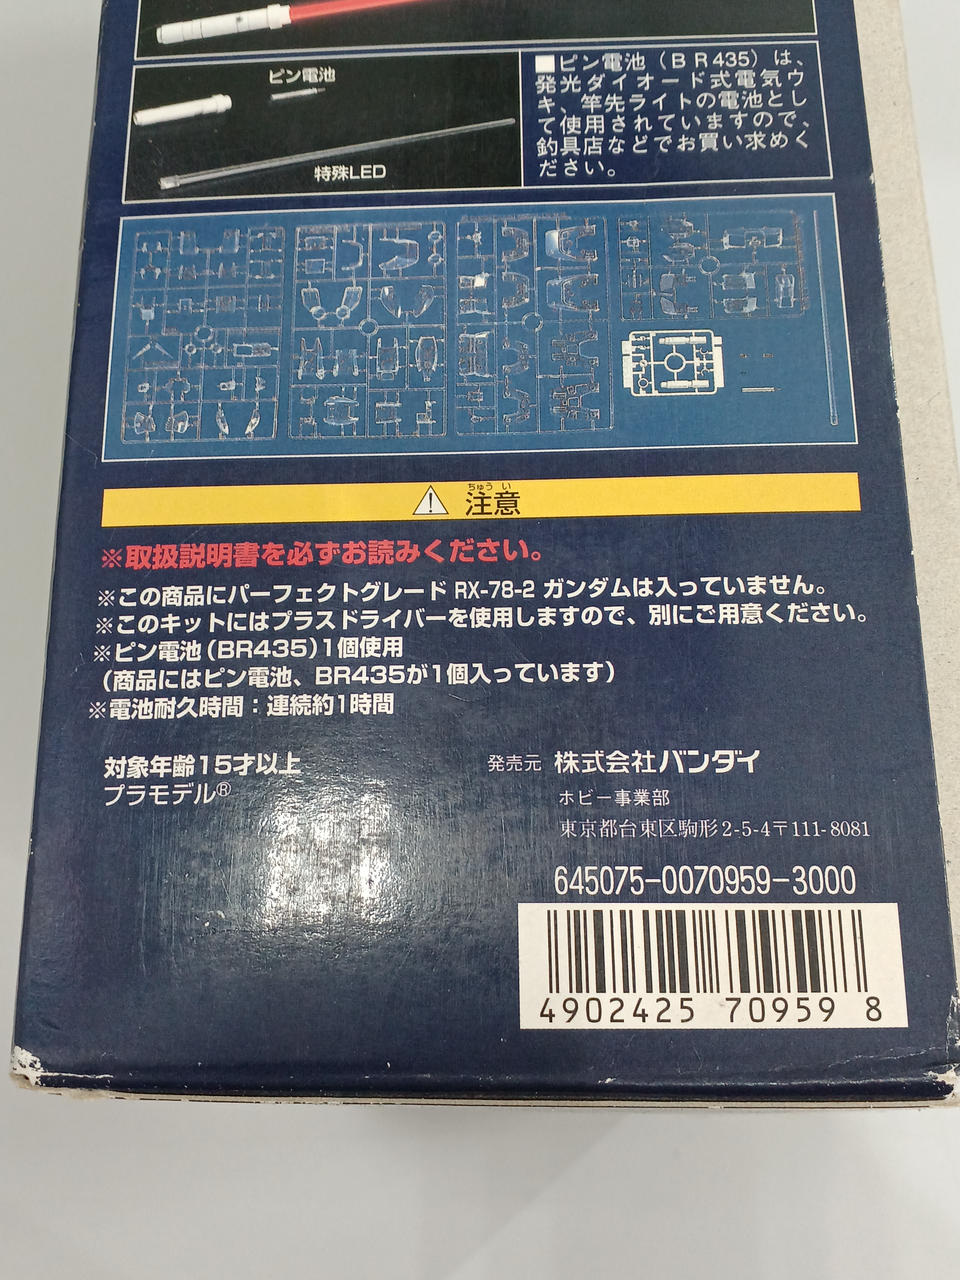 ピン電池
特殊LED
■ピン電池（BR435）は、
発光ダイオード式電気ウ
キ、竿先ライトの電池とし
て使用されていますので、
釣具店などでお買い求めく
ださい。
ちゅう い
注意
※取扱説明書を必ずお読みください。
※この商品にパーフェクトグレード RX-78-2 ガンダムは入っていません。
※このキットにはプラスドライバーを使用しますので、別にご用意ください。
※ピン電池(BR435)1個使用
(商品にはピン電池、BR435が1個入っています)
※電池耐久時間：連続約1時間
対象年齢15才以上
プラモデル®
発売元 株式会社バンダイ
ホビー事業部
東京都台東区駒形2-5-4〒111-8081
645075-0070959-3000
4902425 70959 8